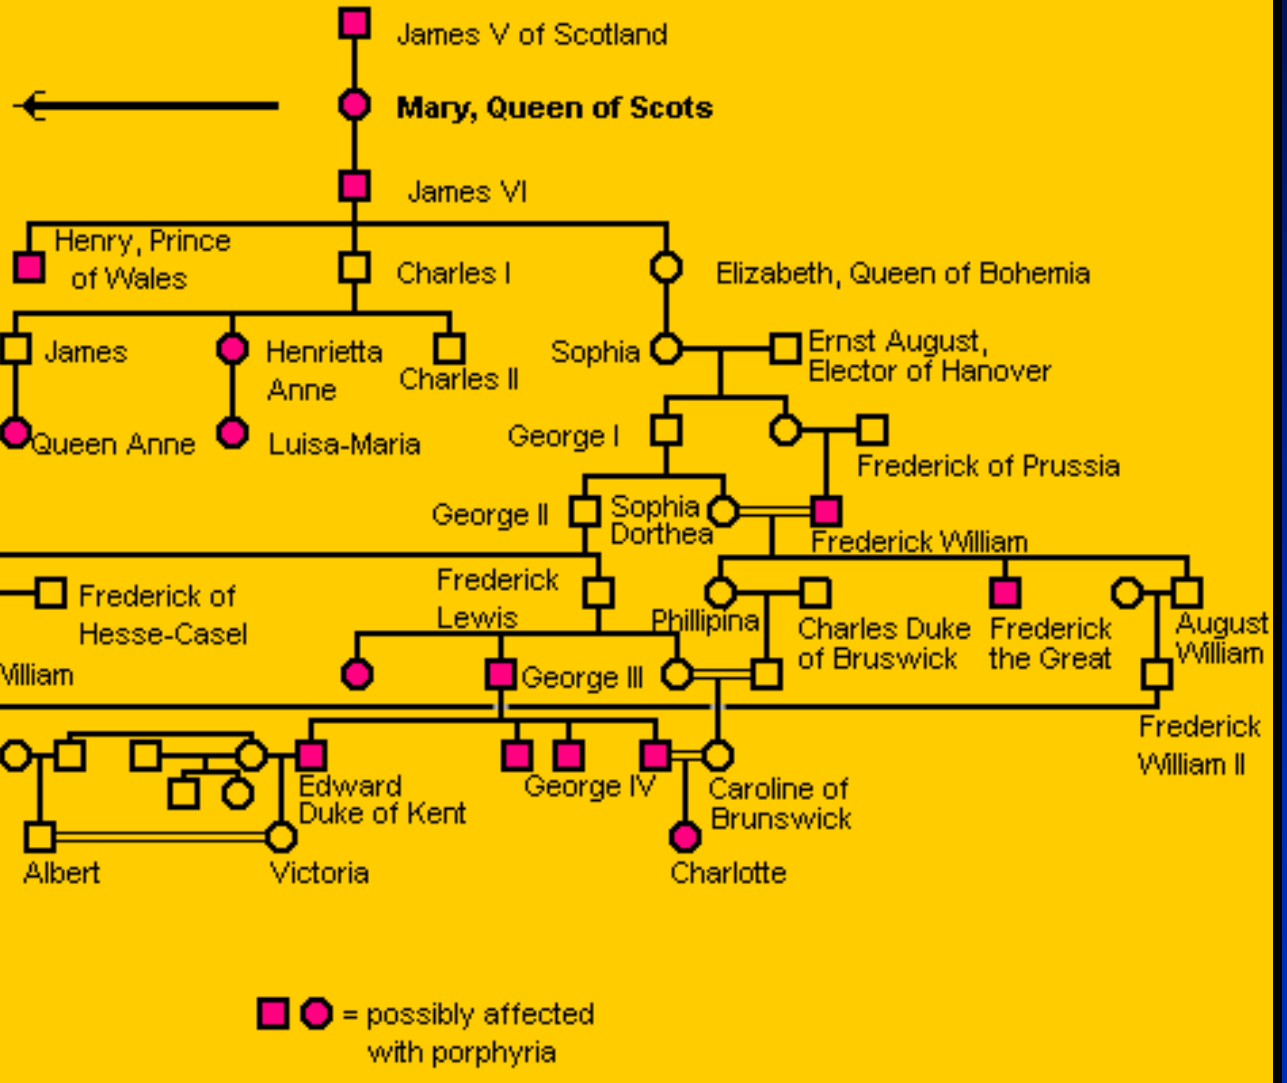 James V of Scotland
Mary, Queen of Scots
James VI
Henry, Prince
of Wales
Charles I
Elizabeth, Queen of Bohemia
James
Henrietta
Anne
Charles II
Sophia
Ernst August,
Elector of Hanover
Queen Anne
Luisa-Maria
George I
Frederick of Prussia
George II
Sophia
Dorthea
Frederick William
Frederick of
Hesse-Casel
Frederick
Lewis
Phillipina
Charles Duke
of Bruswick
Frederick
the Great
August
William
William
George III
Frederick
William II
Edward
Duke of Kent
George IV
Caroline of
Brunswick
Albert
Victoria
Charlotte
= possibly affected
with porphyria